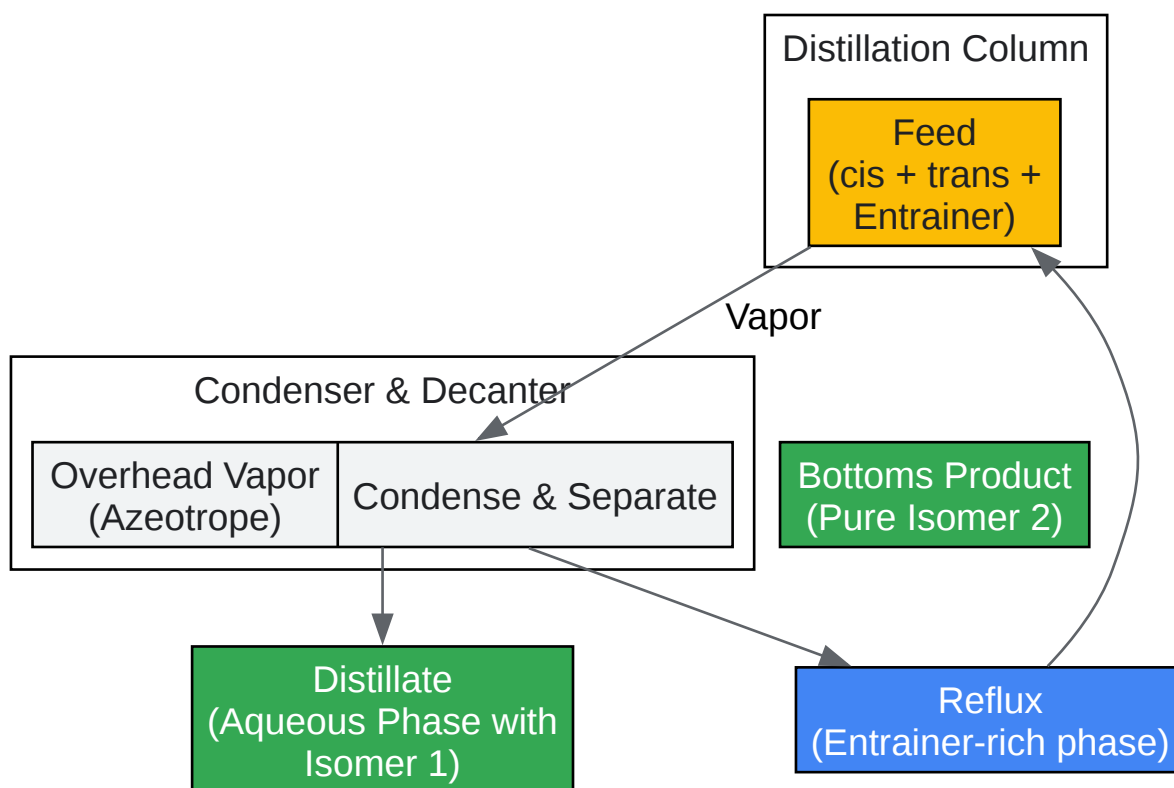 Distillation Column
Feed
(cis + trans +
Entrainer)
Vapor
Condenser & Decanter
Overhead Vapor
(Azeotrope)
Condense & Separate
Bottoms Product
(Pure Isomer 2)
Distillate
(Aqueous Phase with
Isomer 1)
Reflux
(Entrainer-rich phase)